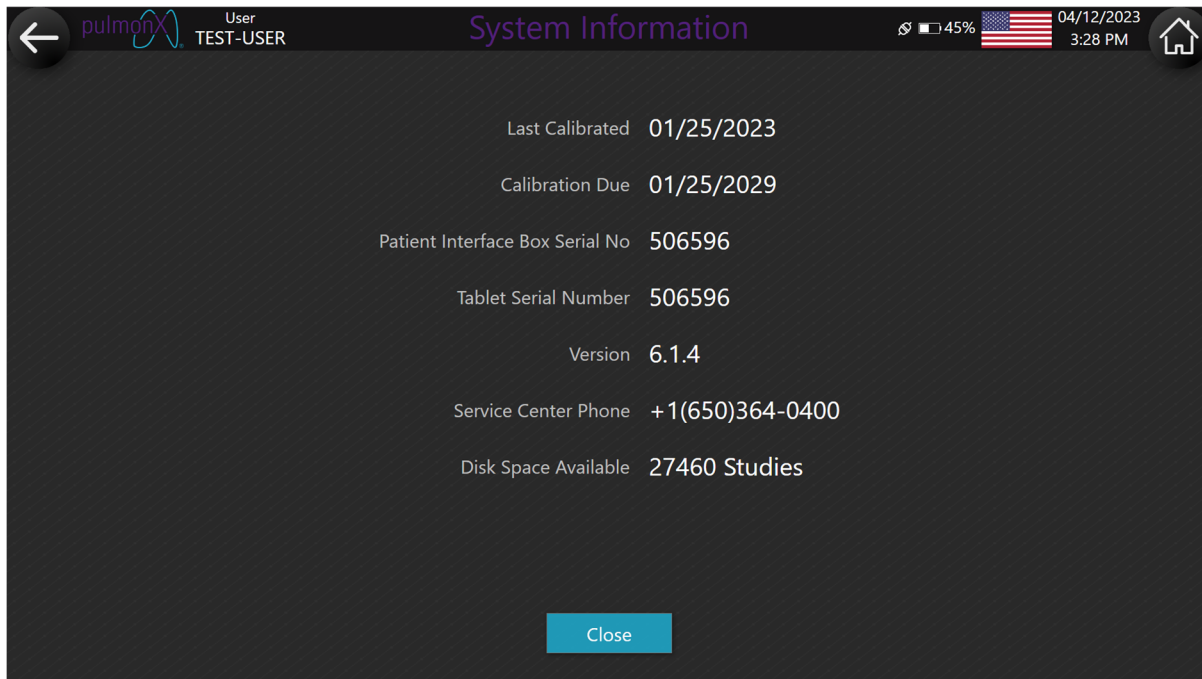 pulmonX
User
TEST-USER
System Information
45%
04/12/2023
3:28 PM
Last Calibrated 01/25/2023
Calibration Due 01/25/2029
Patient Interface Box Serial No 506596
Tablet Serial Number 506596
Version 6.1.4
Service Center Phone +1(650)364-0400
Disk Space Available 27460 Studies
Close